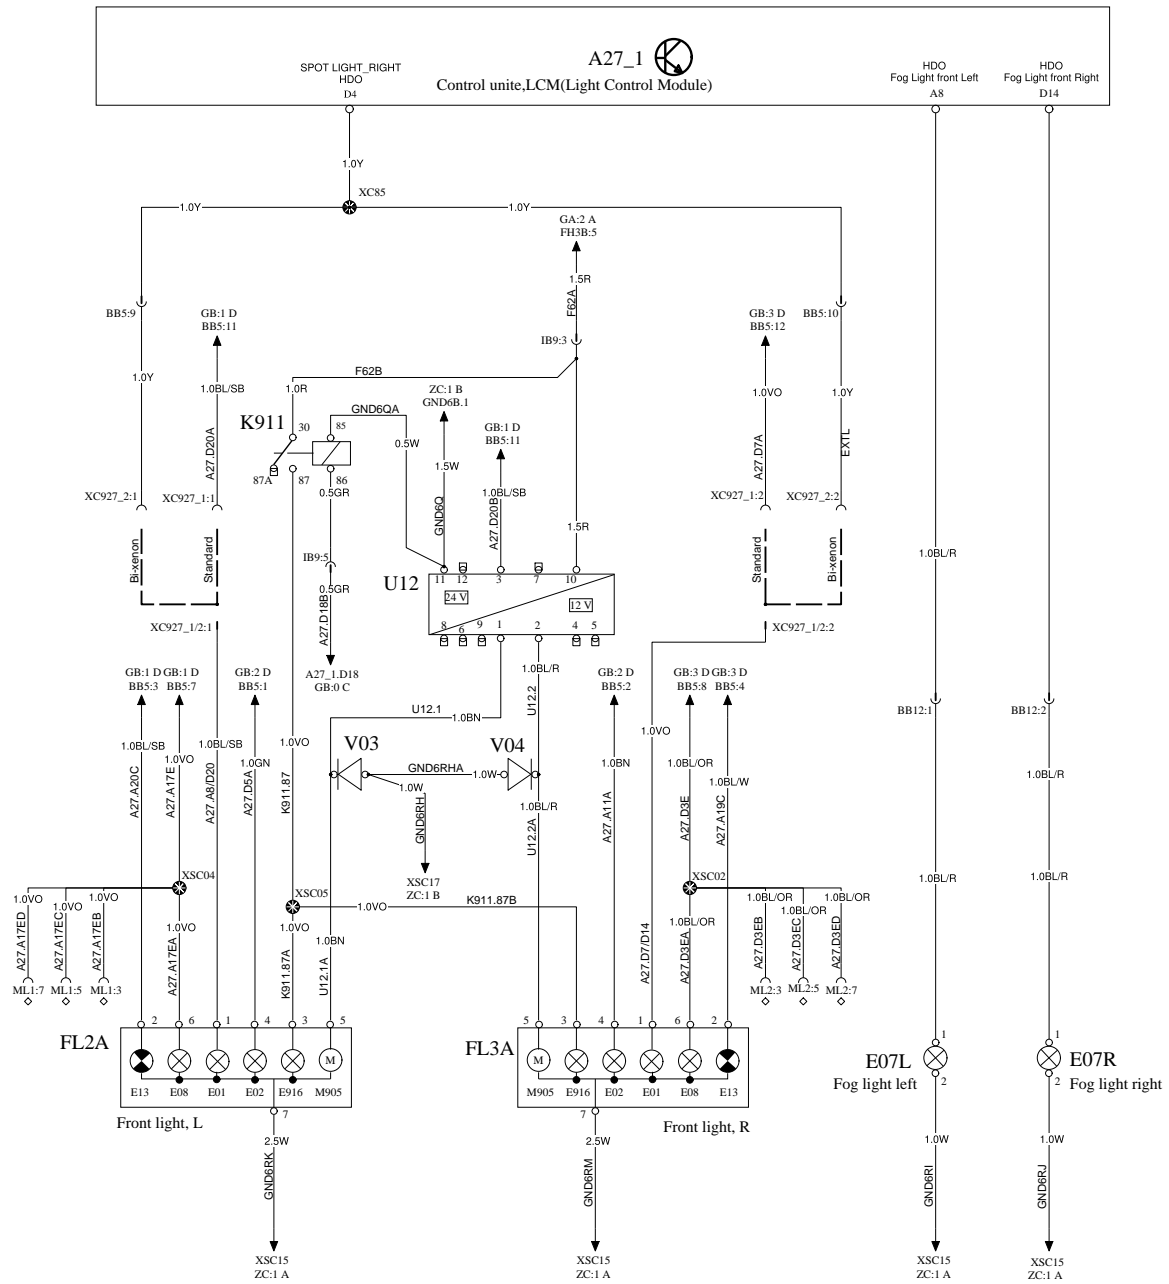 A27_1
Control unite,LCM(Light Control Module)
SPOT LIGHT_RIGHT
HDO
D4
HDO
Fog Light front Left
A8
HDO
Fog Light front Right
D14
1.0Y
XC85
1.0Y
1.0Y
GA:2 A
FH3B:5
1.5R
F62A
BB5:9
GB:1 D
BB5:11
IB9:3
GB:3 D
BB5:12
BB5:10
1.0Y
1.0BL/SB
A27.D20A
F62B
1.0R
ZC:1 B
GND6B.1
1.0VO
A27.D7A
1.0Y
EXTL
K911
30
85
GND6QA
0.5W
GB:1 D
BB5:11
87A
87
86
1.5W
GND6Q
1.0BL/SB
A27.D20B
1.5R
0.5GR
XC927_2:1
XC927_1:1
XC927_1:2
XC927_2:2
Bi-xenon
Standard
IB9:5
0.5GR
A27.D18B
Standard
Bi-xenon
1.0BL/R
U12
11
12
3
7
10
24 V
12 V
8
6
9
1
2
4
5
XC927_1/2:1
XC927_1/2:2
A27_1.D18
GB:0 C
GB:1 D
BB5:3
GB:1 D
BB5:7
GB:2 D
BB5:1
1.0BL/R
U12.2
GB:2 D
BB5:2
GB:3 D
BB5:8
GB:3 D
BB5:4
U12.1
1.0BN
BB12:1
BB12:2
1.0BL/SB
A27.A20C
1.0VO
A27.A17E
1.0BL/SB
A27.A8/D20
1.0GN
A27.D5A
1.0VO
K911.87
V03
V04
GND6RHA
1.0W
1.0W
GND6RH
1.0BL/R
U12.2A
1.0BN
A27.A11A
1.0VO
1.0BL/OR
A27.D3E
1.0BL/W
A27.A19C
1.0BL/R
XSC17
ZC:1 B
XSC04
XSC05
XSC02
1.0VO
K911.87B
1.0BL/R
1.0BL/R
1.0VO
A27.A17ED
1.0VO
A27.A17EC
1.0VO
A27.A17EB
1.0VO
A27.A17EA
1.0VO
K911.87A
1.0BN
U12.1A
A27.D7/D14
1.0BL/OR
A27.D3EA
1.0BL/OR
A27.D3EB
1.0BL/OR
A27.D3EC
1.0BL/OR
A27.D3ED
ML1:7
ML1:5
ML1:3
ML2:3
ML2:5
ML2:7
FL2A
2
6
1
4
3
5
M
E13
E08
E01
E02
E916
M905
7
Front light, L
FL3A
5
3
4
1
6
2
M
M905
E916
E02
E01
E08
E13
7
Front light, R
1
E07L
Fog light left
2
1
E07R
Fog light right
2
2.5W
GND6RK
2.5W
GND6RM
1.0W
GND6RI
1.0W
GND6RJ
XSC15
ZC:1 A
XSC15
ZC:1 A
XSC15
ZC:1 A
XSC15
ZC:1 A